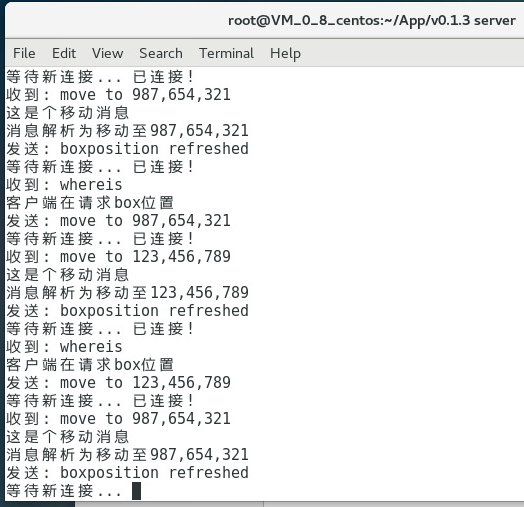 root@VM_0_8_centos:~/App/v0.1.3 server
File Edit View Search Terminal Help
等待新连接... 已连接!
收到: move to 987,654,321
这是个移动消息
消息解析为移动至987,654,321
发送: boxposition refreshed
等待新连接... 已连接!
收到: whereis
客户端在请求box位置
发送: move to 987,654,321
等待新连接... 已连接!
收到: move to 123,456,789
这是个移动消息
消息解析为移动至123,456,789
发送: boxposition refreshed
等待新连接... 已连接!
收到: whereis
客户端在请求box位置
发送: move to 123,456,789
等待新连接... 已连接!
收到: move to 987,654,321
这是个移动消息
消息解析为移动至987,654,321
发送: boxposition refreshed
等待新连接...